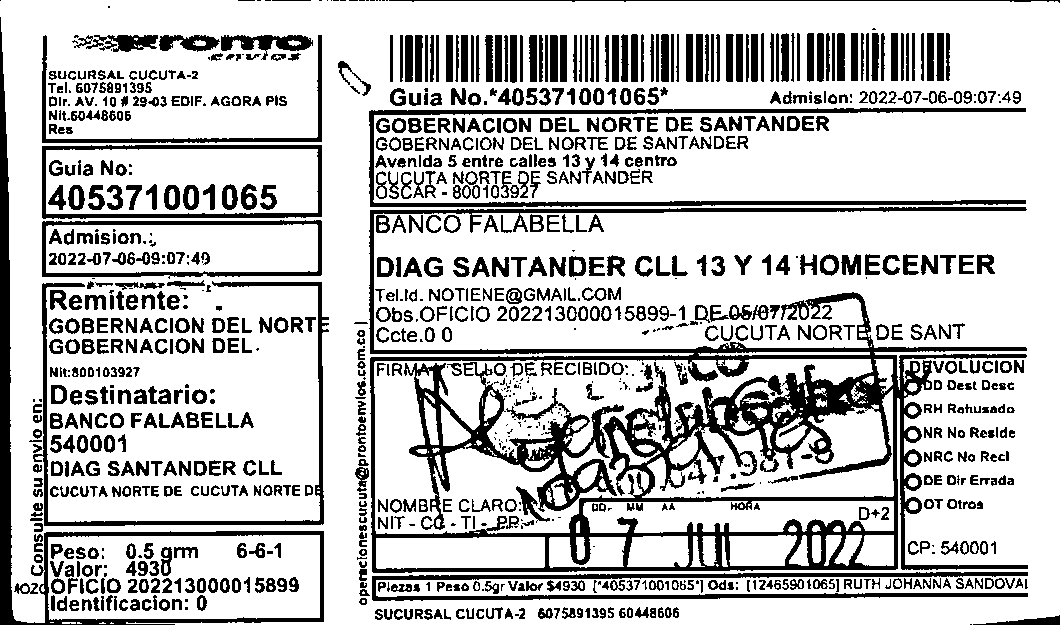 Pronto
envios
SUCURSAL CUCUTA-2
Tel. 6075891395
Dir. AV. 10 # 29-03 EDIF. AGORA PIS
Nit.60448606
Res
Guia No:
405371001065
Admision.:
2022-07-06-09:07:49
Remitente:
GOBERNACION DEL NORTE
GOBERNACION DEL
Nit:800103927
Destinatario:
BANCO FALABELLA
540001
DIAG SANTANDER CLL
CUCUTA NORTE DE CUCUTA NORTE DE
Peso: 0.5 grm 6-6-1
Valor: 4930
OFICIO 202213000015899
Identificacion: 0
Consulte su envio en:
Guia No.*405371001065* Admision: 2022-07-06-09:07:49
GOBERNACION DEL NORTE DE SANTANDER
GOBERNACION DEL NORTE DE SANTANDER
Avenida 5 entre calles 13 y 14 centro
CUCUTA NORTE DE SANTANDER
OSCAR - 800103927
BANCO FALABELLA
DIAG SANTANDER CLL 13 Y 14 HOMECENTER
Tel.Id. NOTIENE@GMAIL.COM
Obs.OFICIO 202213000015899-1 DE 05/07/2022
Ccte.0 0 CUCUTA NORTE DE SANT
FIRMA Y SELLO DE RECIBIDO:
NOMBRE CLARO:
NIT - CC - TI - PP:
DD MM AA HORA
D+2
07 JUL 2022
DEVOLUCION
DD Dest Desc
RH Rehusado
NR No Reside
NRC No Recl
DE Dir Errada
OT Otros
CP: 540001
operacionescucuta@prontoenvios.com.co
Piezas 1 Peso 0.5gr Valor $4930 [*405371001065*] Ods: [12465901065] RUTH JOHANNA SANDOVAL
SUCURSAL CUCUTA-2 6075891395 60448606